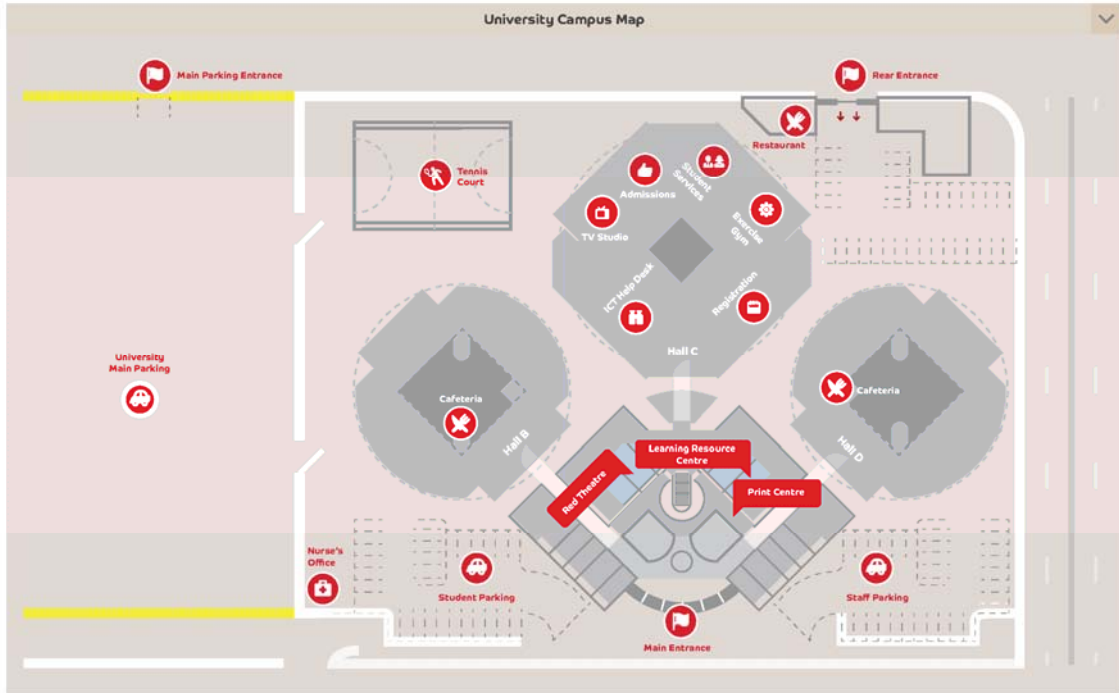 University Campus Map
Main Parking Entrance
Rear Entrance
Restaurant
Tennis
Court
Student
Services
Admissions
TV Studio
Exercise
Gym
ICT Help Desk
Registration
Hall C
University
Main Parking
Cafeteria
Cafeteria
Hall B
Hall D
Learning Resource
Centre
Red Theatre
Print Centre
Nurse's
Office
Student Parking
Staff Parking
Main Entrance